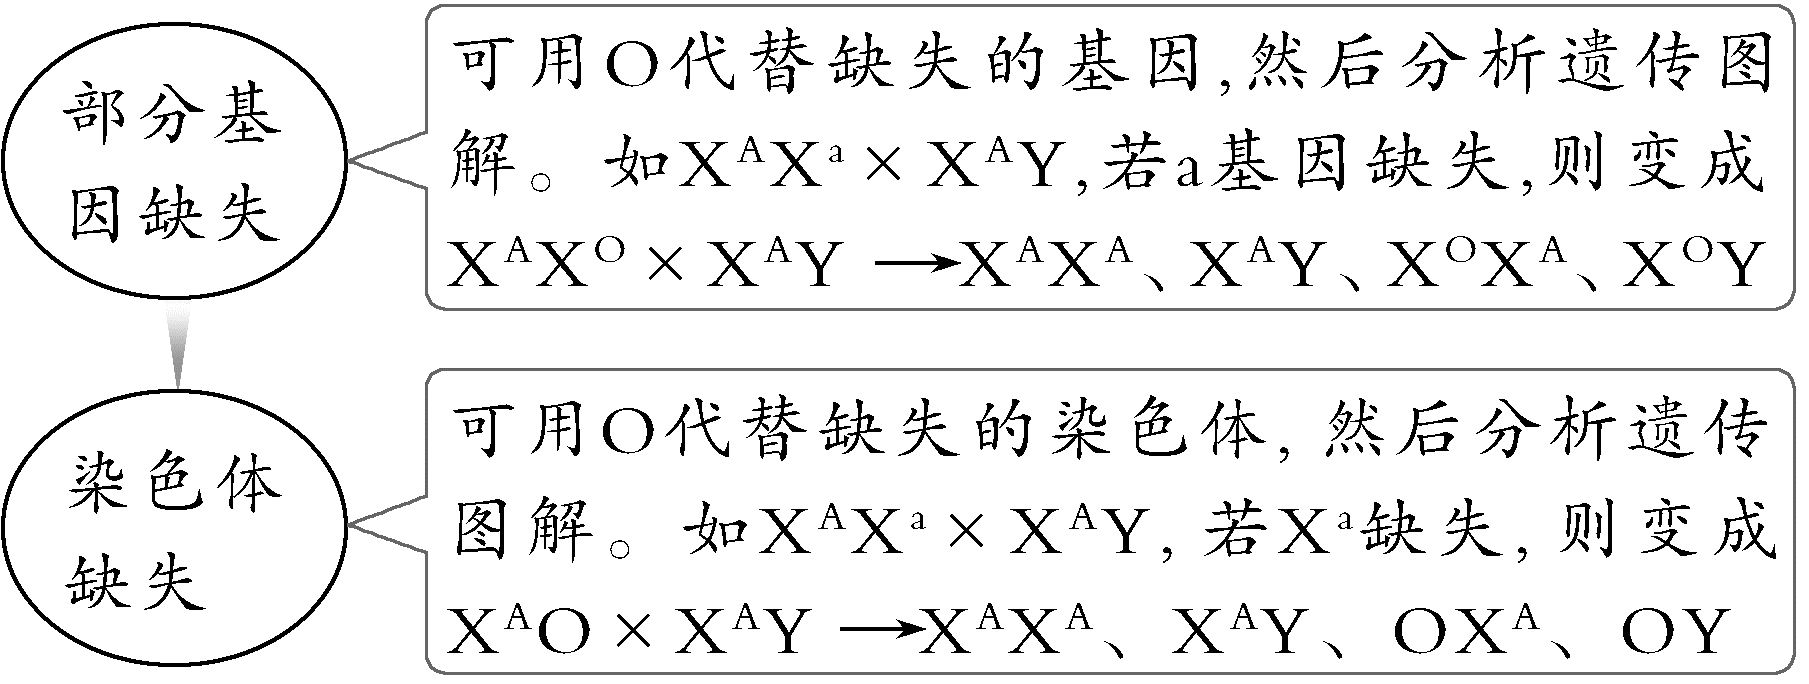 部分基
因缺失
可用O代替缺失的基因,然后分析遗传图
解。如XᴬXᵃ×XᴬY,若a基因缺失,则变成
XᴬXᴼ×XᴬY→XᴬXᴬ、XᴬY、XᴼXᴬ、XᴼY
染色体
缺失
可用O代替缺失的染色体,然后分析遗传
图解。如XᴬXᵃ×XᴬY,若Xᵃ缺失,则变成
XᴬO×XᴬY→XᴬXᴬ、XᴬY、OXᴬ、OY